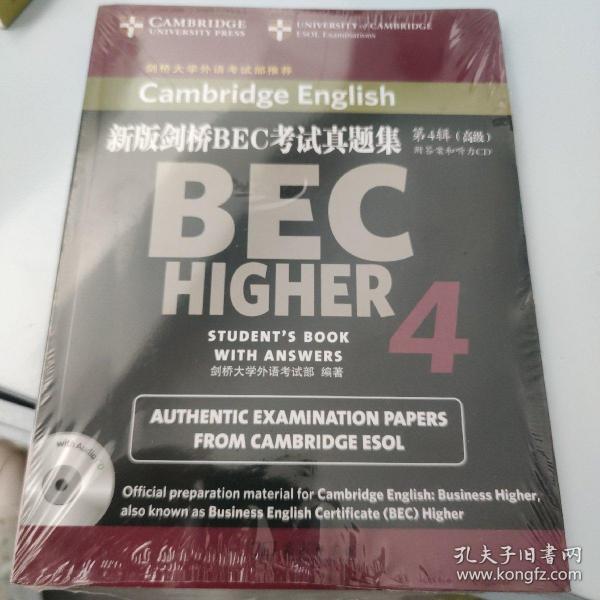 CAMBRIDGE
UNIVERSITY PRESS
UNIVERSITY of CAMBRIDGE
ESOL Examinations
剑桥大学外语考试部推荐
Cambridge English
新版剑桥BEC考试真题集
第4辑(高级)
附答案和听力CD
BEC
HIGHER 4
STUDENT'S BOOK
WITH ANSWERS
剑桥大学外语考试部 编著
AUTHENTIC EXAMINATION PAPERS
FROM CAMBRIDGE ESOL
with Audio CD
Official preparation material for Cambridge English: Business Higher,
also known as Business English Certificate (BEC) Higher
孔夫子旧书网
www.kongfz.com